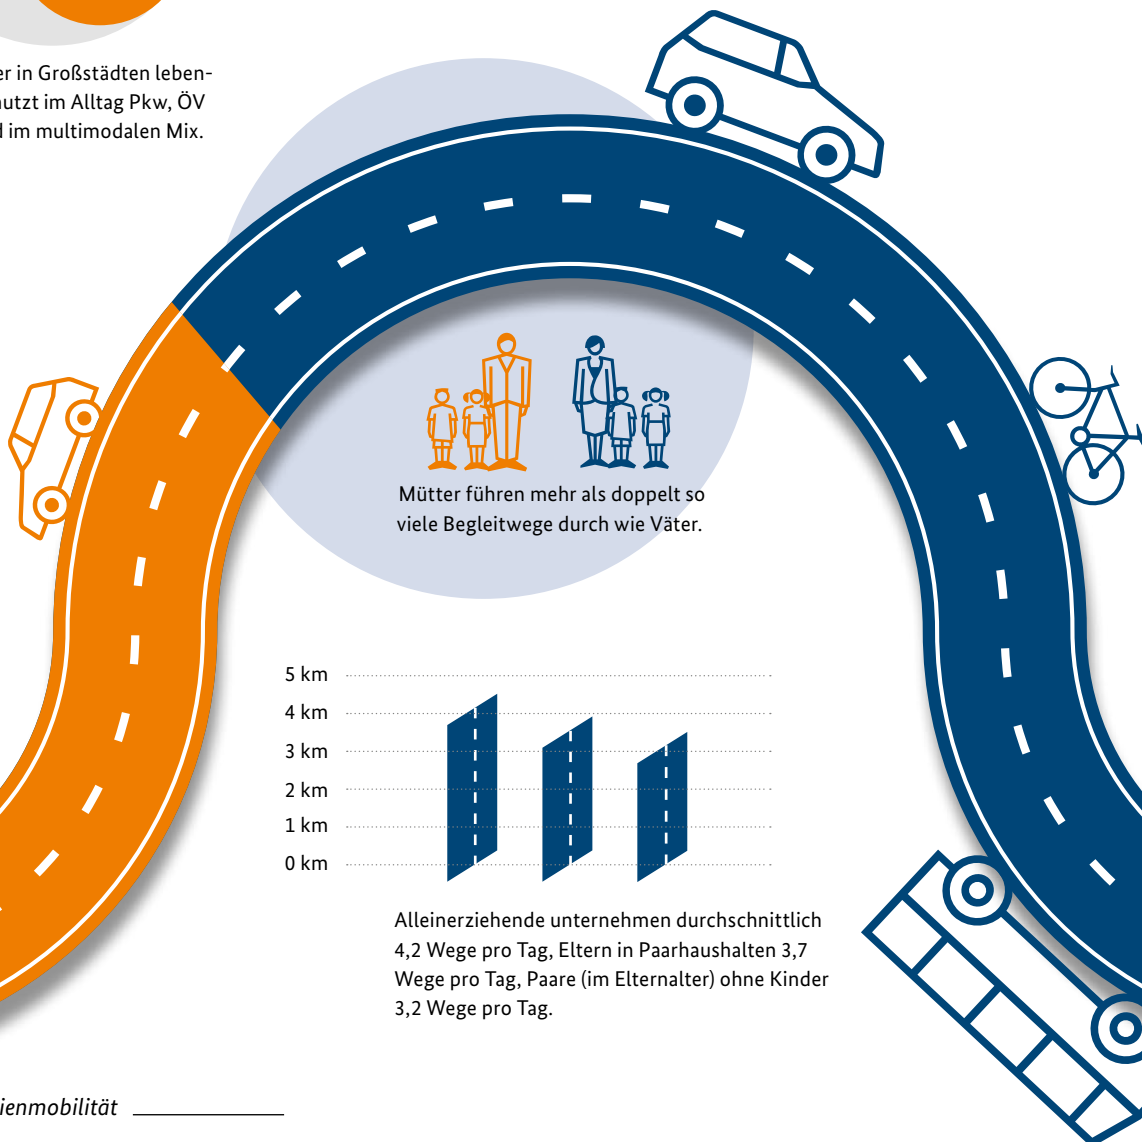 er in Großstädten leben-
utzt im Alltag Pkw, ÖV
d im multimodalen Mix.
Mütter führen mehr als doppelt so
viele Begleitwege durch wie Väter.
5 km
4 km
3 km
2 km
1 km
0 km
Alleinerziehende unternehmen durchschnittlich
4,2 Wege pro Tag, Eltern in Paarhaushalten 3,7
Wege pro Tag, Paare (im Elternalter) ohne Kinder
3,2 Wege pro Tag.
ienmobilität